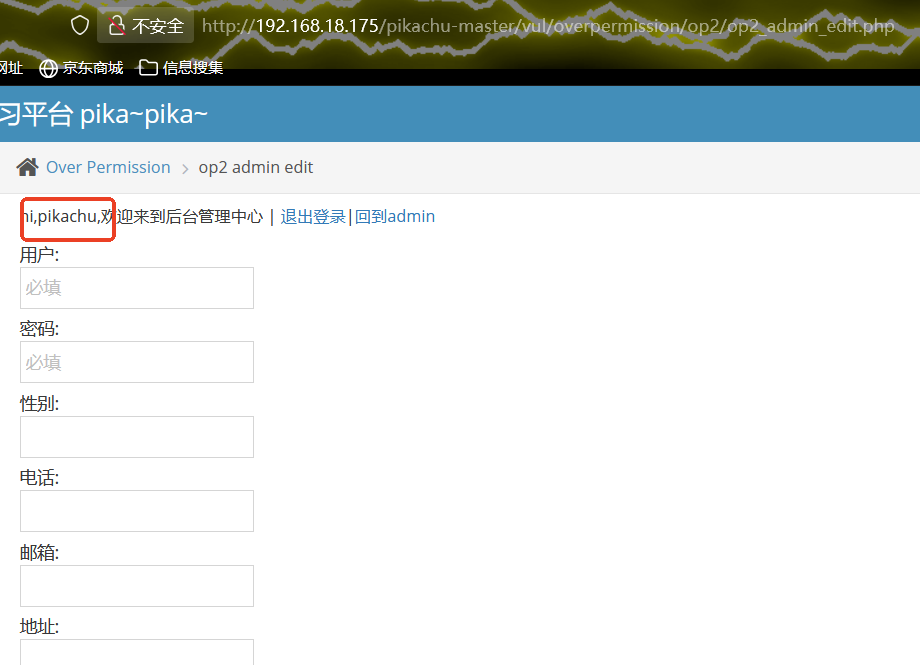 不安全 http://192.168.18.175/pikachu-master/vul/overpermission/op2/op2_admin_edit.php
网址 京东商城 信息搜集
习平台 pika~pika~
Over Permission > op2 admin edit
hi,pikachu,欢迎来到后台管理中心 | 退出登录|回到admin
用户:
必填
密码:
必填
性别:
电话:
邮箱:
地址: